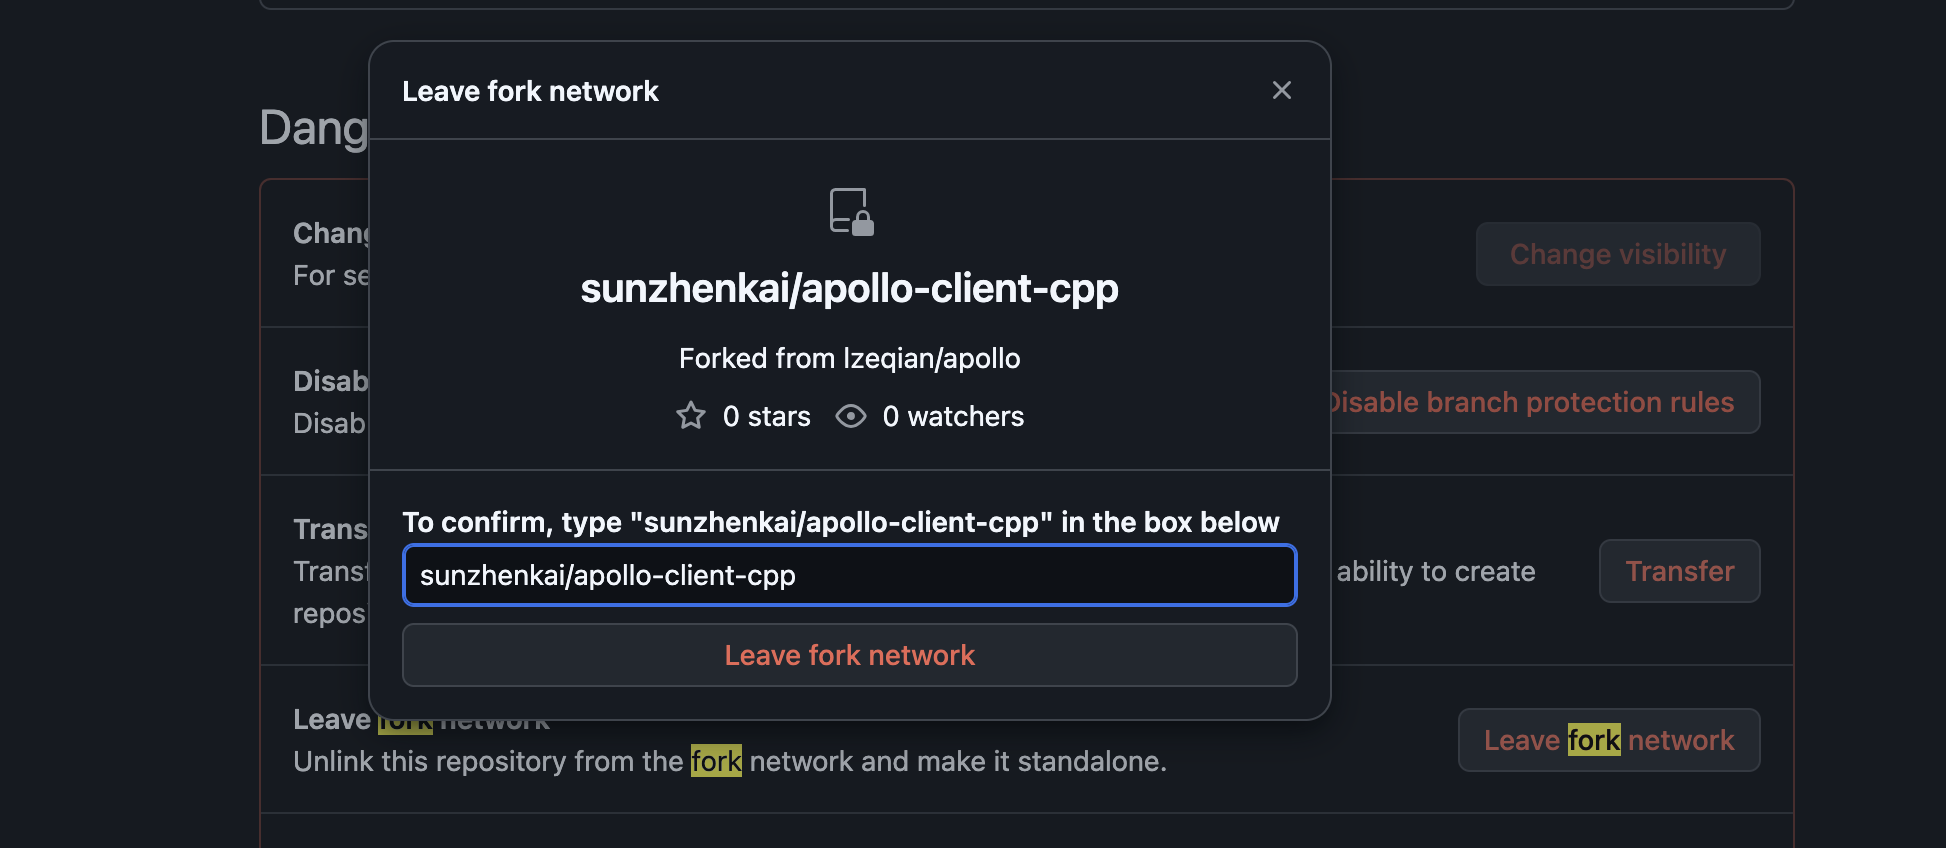 Leave fork network
Dang
sunzhenkai/apollo-client-cpp
Forked from lzeqian/apollo
0 stars 0 watchers
To confirm, type "sunzhenkai/apollo-client-cpp" in the box below
sunzhenkai/apollo-client-cpp
Leave fork network
Chang
For se
Change visibility
Disab
Disab
Disable branch protection rules
Trans
Transf
ability to create
repos
Transfer
Leave fork network
Unlink this repository from the fork network and make it standalone.
Leave fork network